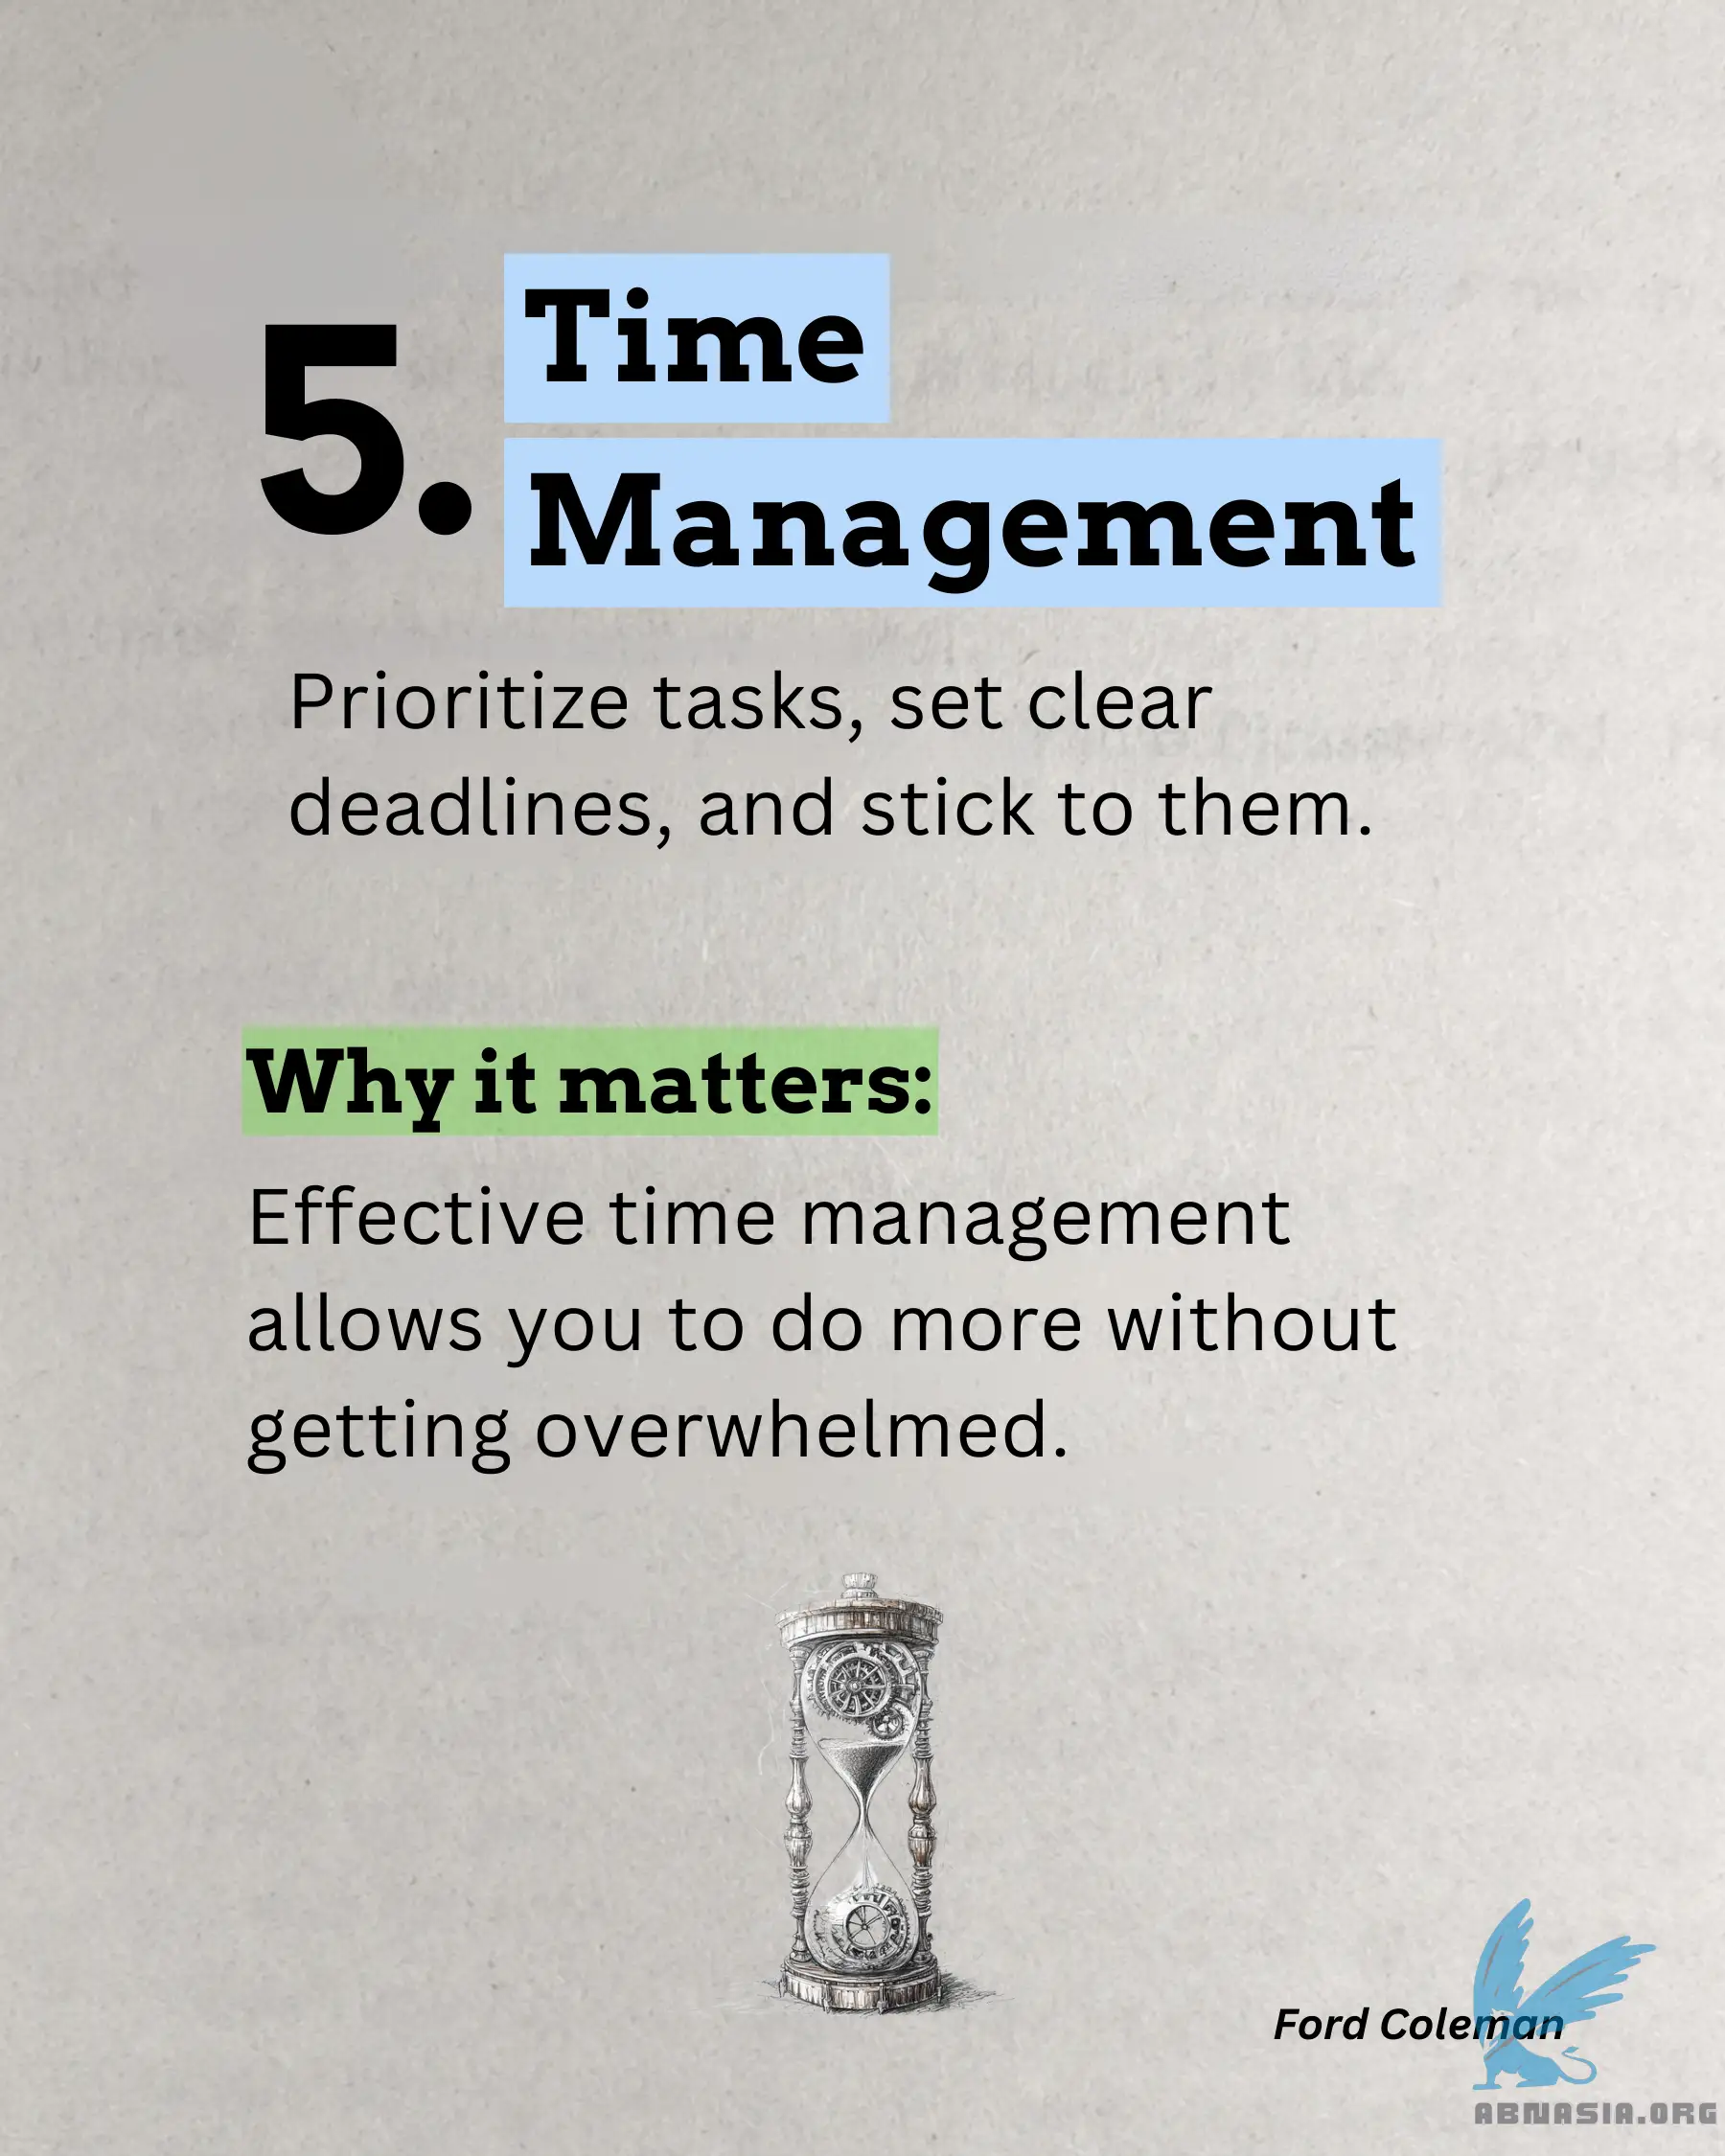 5. Time
Management
Prioritize tasks, set clear
deadlines, and stick to them.
Why it matters:
Effective time management
allows you to do more without
getting overwhelmed.
Ford Coleman
ABNASIA.ORG